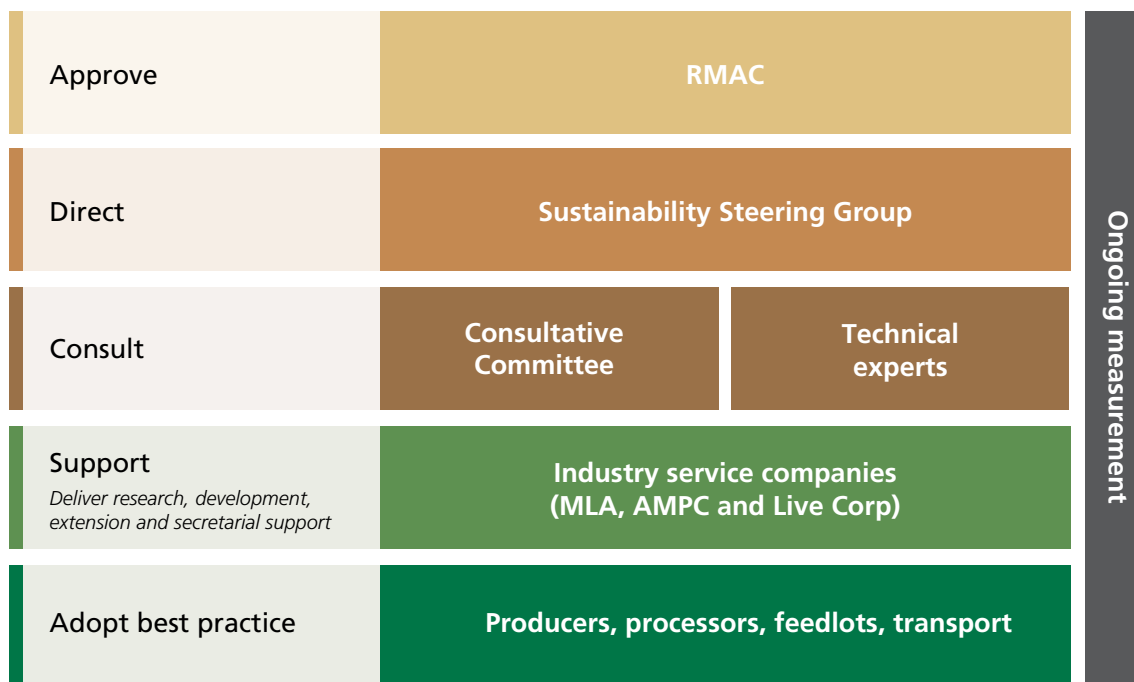 Approve
RMAC
Direct
Sustainability Steering Group
Consult
Consultative
Committee
Technical
experts
Support
Deliver research, development,
extension and secretarial support
Industry service companies
(MLA, AMPC and Live Corp)
Adopt best practice
Producers, processors, feedlots, transport
Ongoing measurement